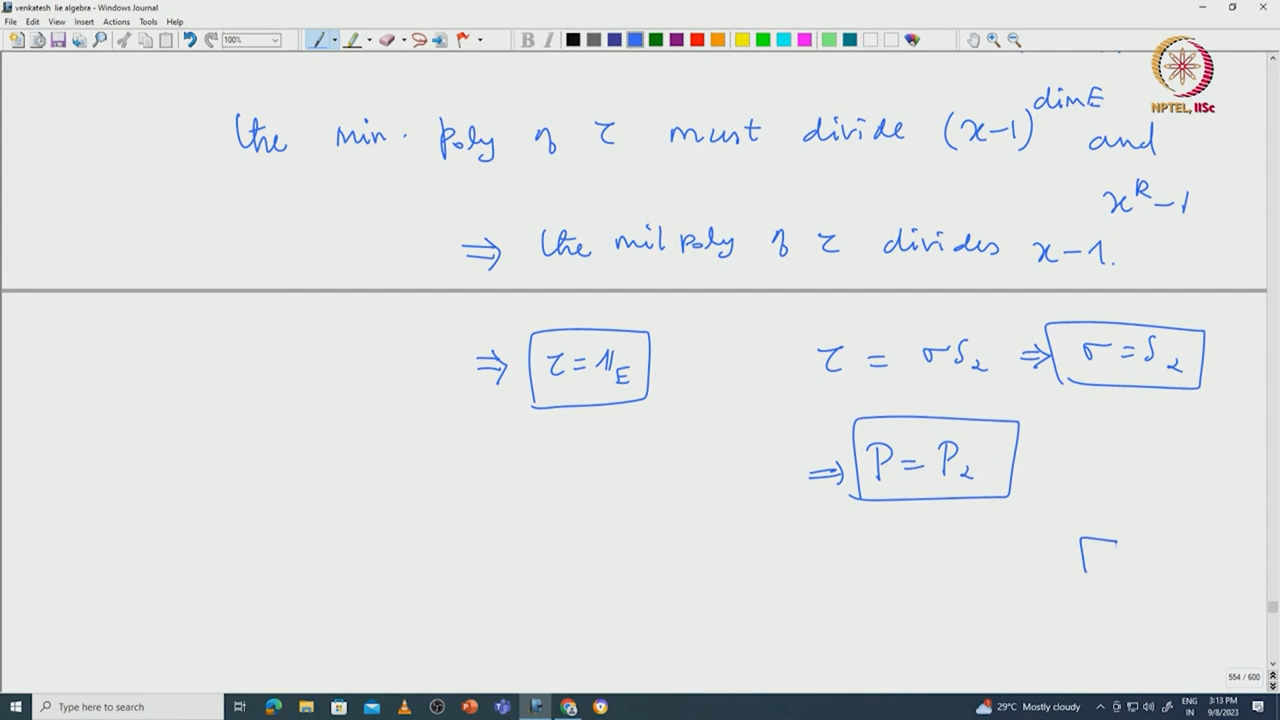 venkatesh lie algebra - Windows Journal
File Edit View Insert Actions Tools Help
100%
B I
NPTEL, IISc
the min. poly of τ must divide (x-1)^{dim E} and
x^k - 1
⇒ the mil poly of τ divides x-1.
⇒ τ = 1_E τ = σ S_2 ⇒ σ = S_2
⇒ P = P_2
554 / 600
Type here to search
29°C Mostly cloudy
ENG
IN
3:13 PM
9/8/2023